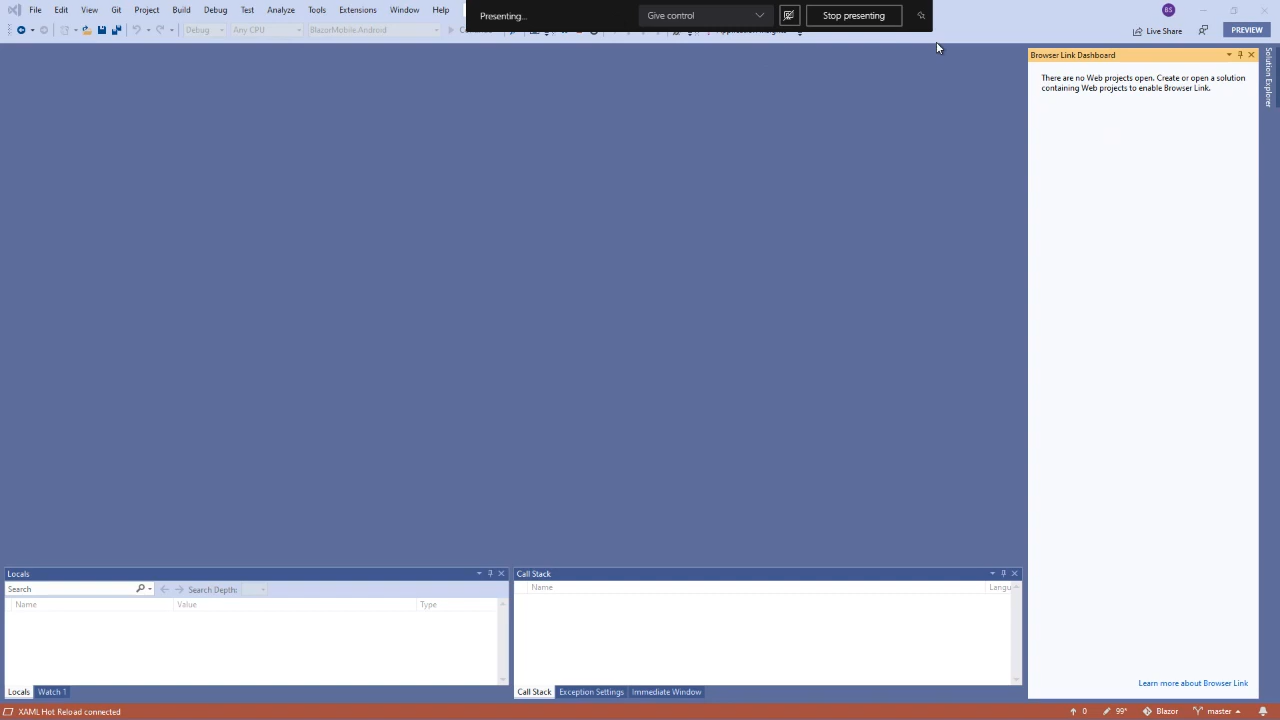 File Edit View Git Project Build Debug Test Analyze Tools Extensions Window Help
Presenting...
Give control
Stop presenting
BS
Debug Any CPU BlazorMobile.Android
Live Share
PREVIEW
Browser Link Dashboard
There are no Web projects open. Create or open a solution
containing Web projects to enable Browser Link.
Solution Explorer
Locals
Search
Search Depth:
Name Value Type
Locals Watch 1
Call Stack
Name Langu
Call Stack Exception Settings Immediate Window
Learn more about Browser Link
XAML Hot Reload connected
0 99+ Blazor master